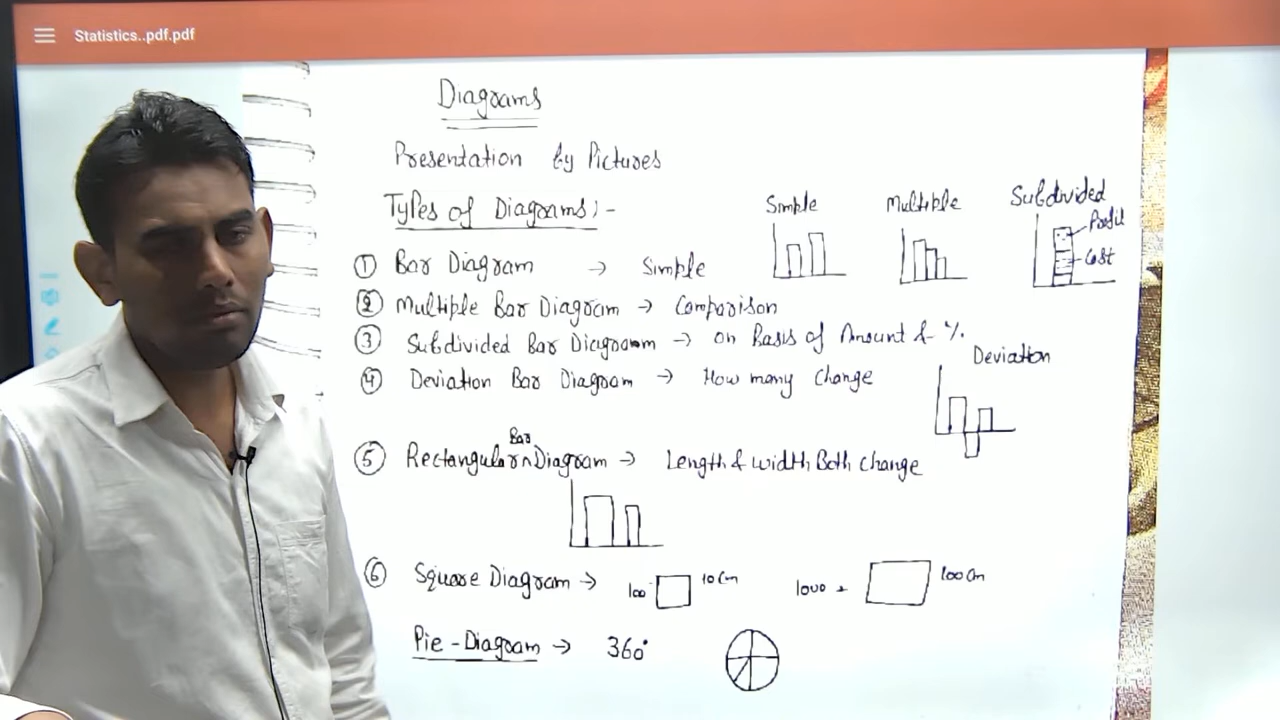 Statistics..pdf.pdf
Diagrams
Presentation by Pictures
Types of Diagrams:-
Simple
Multiple
Subdivided
Profit
Cost
① Bar Diagram → Simple
② Multiple Bar Diagram → Comparison
③ Subdivided Bar Diagram → on Basis of Amount & %.
Deviation
④ Deviation Bar Diagram → How many Change
⑤ Rectangular Bar Diagram → Length & width Both change
⑥ Square Diagram → 100 10 Cm 1000 100 Cm
Pie-Diagram → 360°